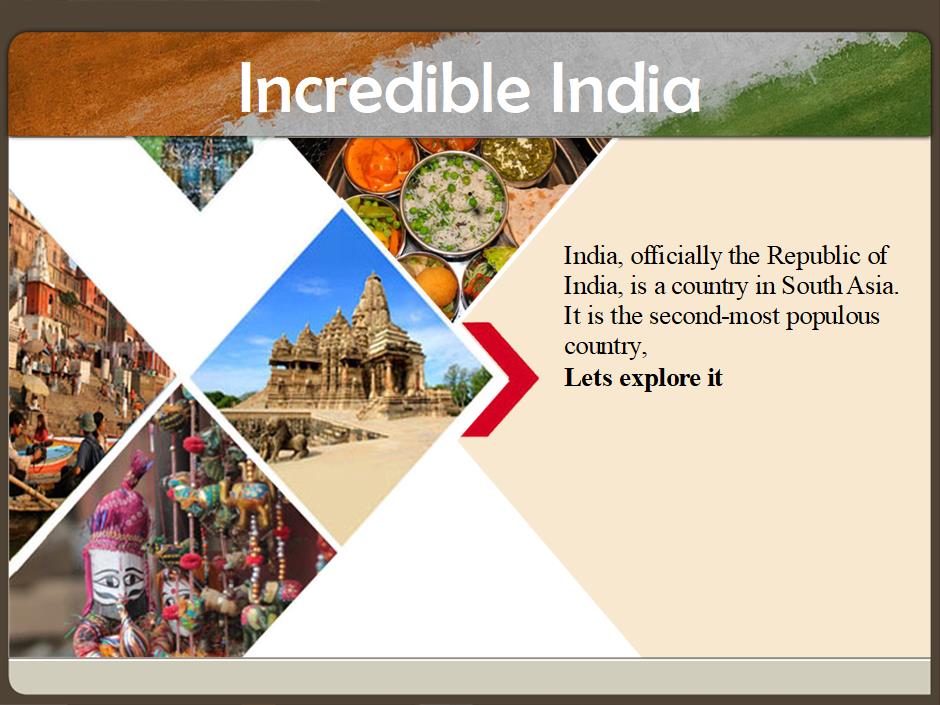 Incredible India
India, officially the Republic of
India, is a country in South Asia.
It is the second-most populous
country,
Lets explore it